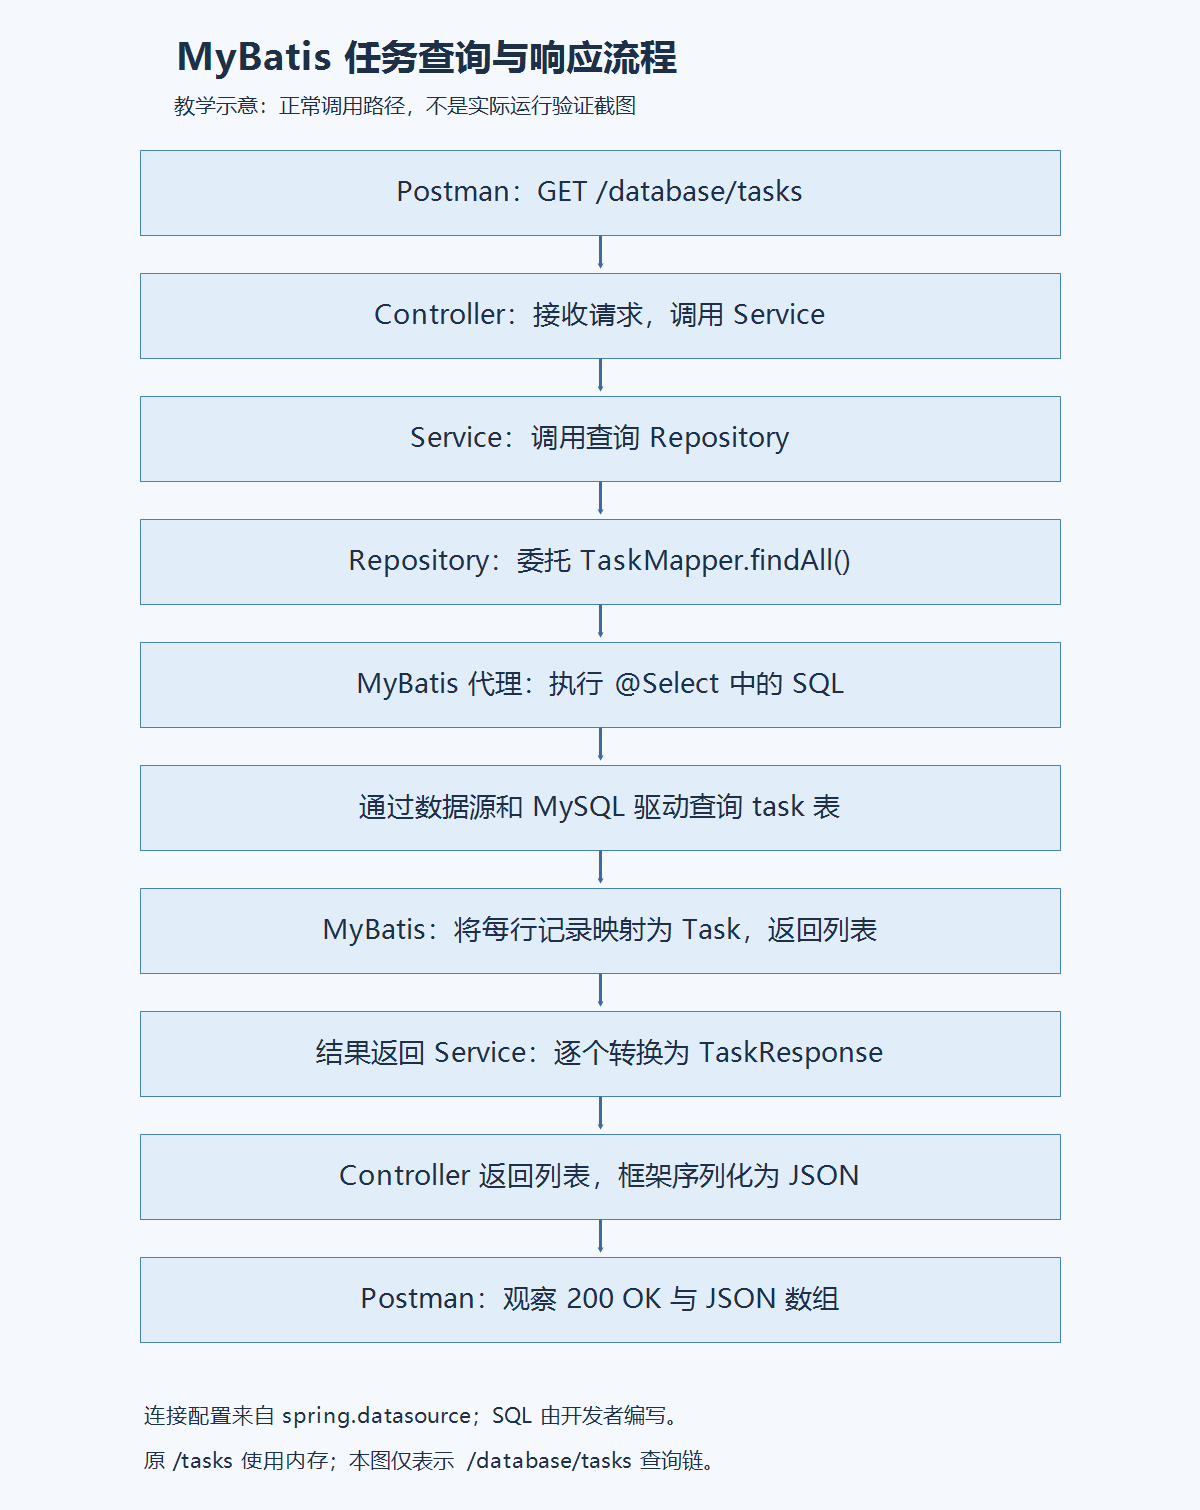 MyBatis 任务查询与响应流程
教学示意：正常调用路径，不是实际运行验证截图
Postman：GET /database/tasks
Controller：接收请求，调用 Service
Service：调用查询 Repository
Repository：委托 TaskMapper.findAll()
MyBatis 代理：执行 @Select 中的 SQL
通过数据源和 MySQL 驱动查询 task 表
MyBatis：将每行记录映射为 Task，返回列表
结果返回 Service：逐个转换为 TaskResponse
Controller 返回列表，框架序列化为 JSON
Postman：观察 200 OK 与 JSON 数组
连接配置来自 spring.datasource；SQL 由开发者编写。
原 /tasks 使用内存；本图仅表示 /database/tasks 查询链。